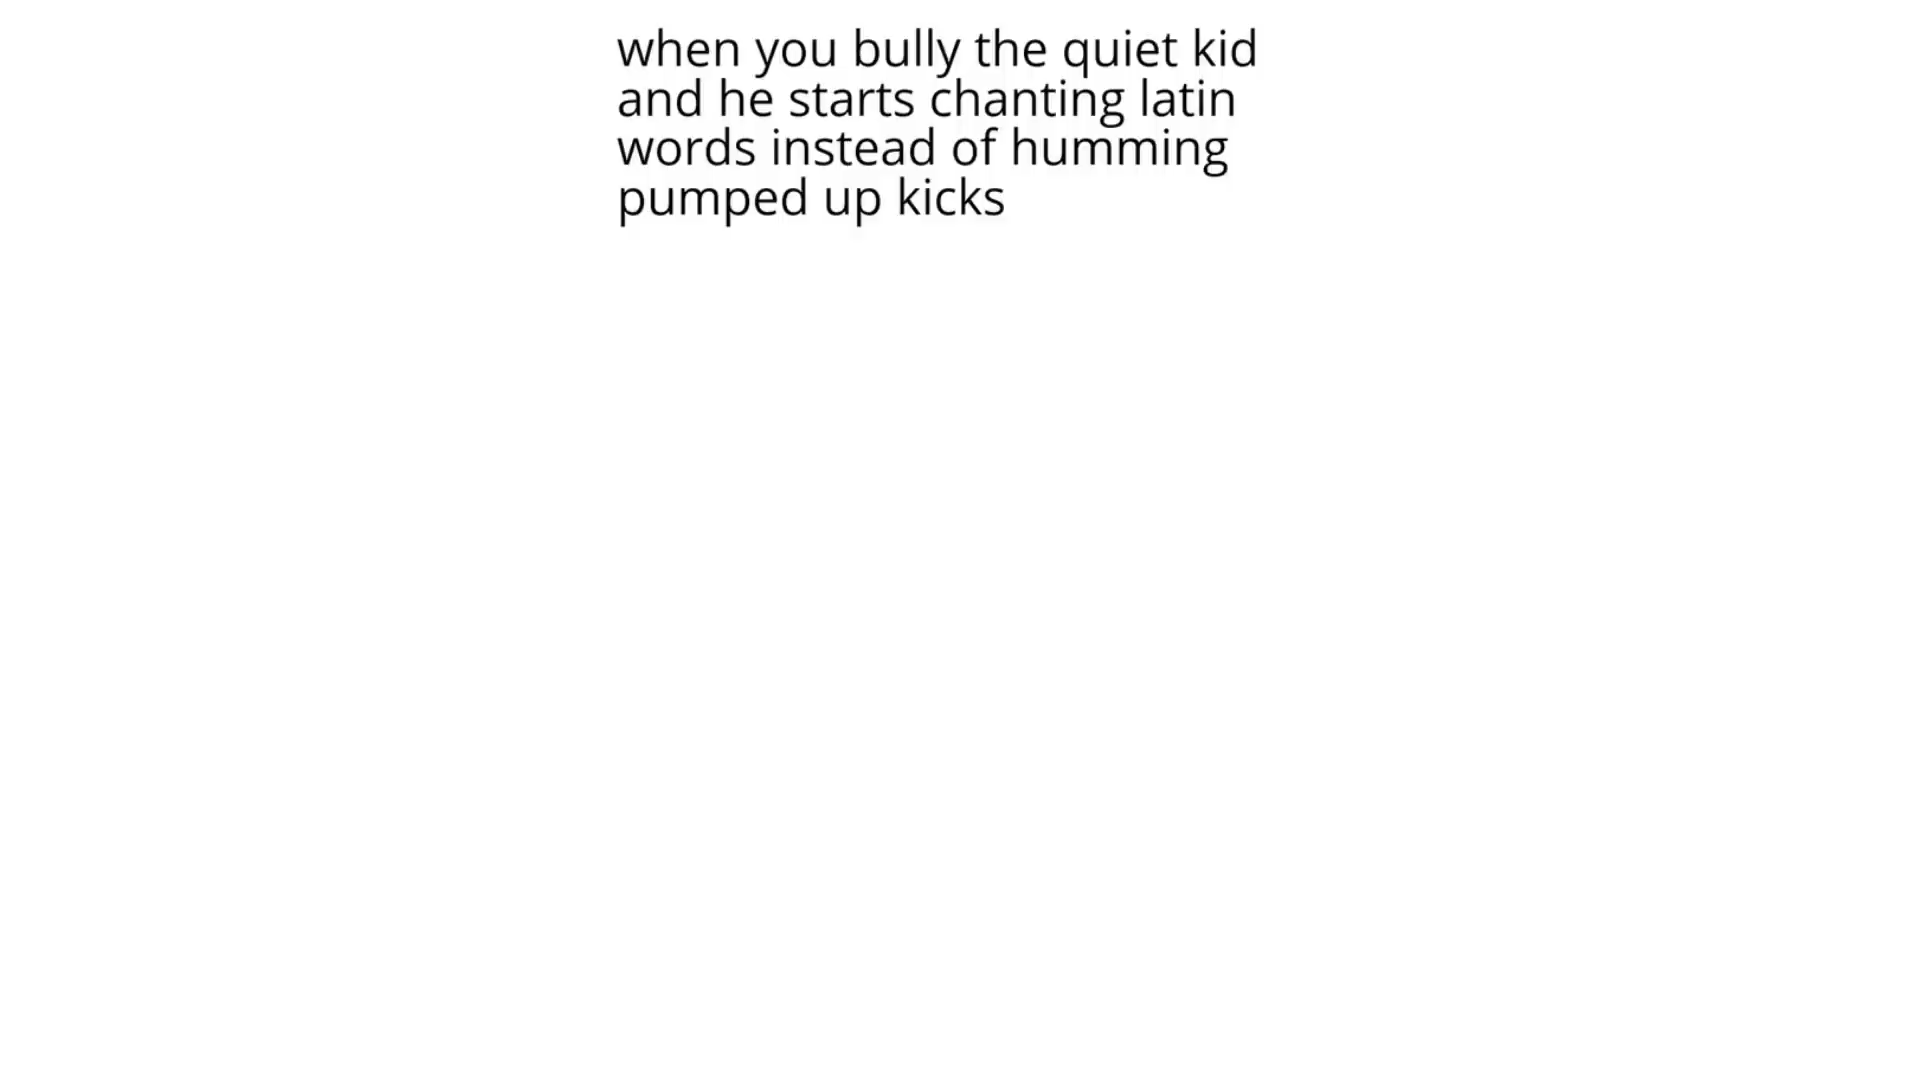 when you bully the quiet kid
and he starts chanting latin
words instead of humming
pumped up kicks